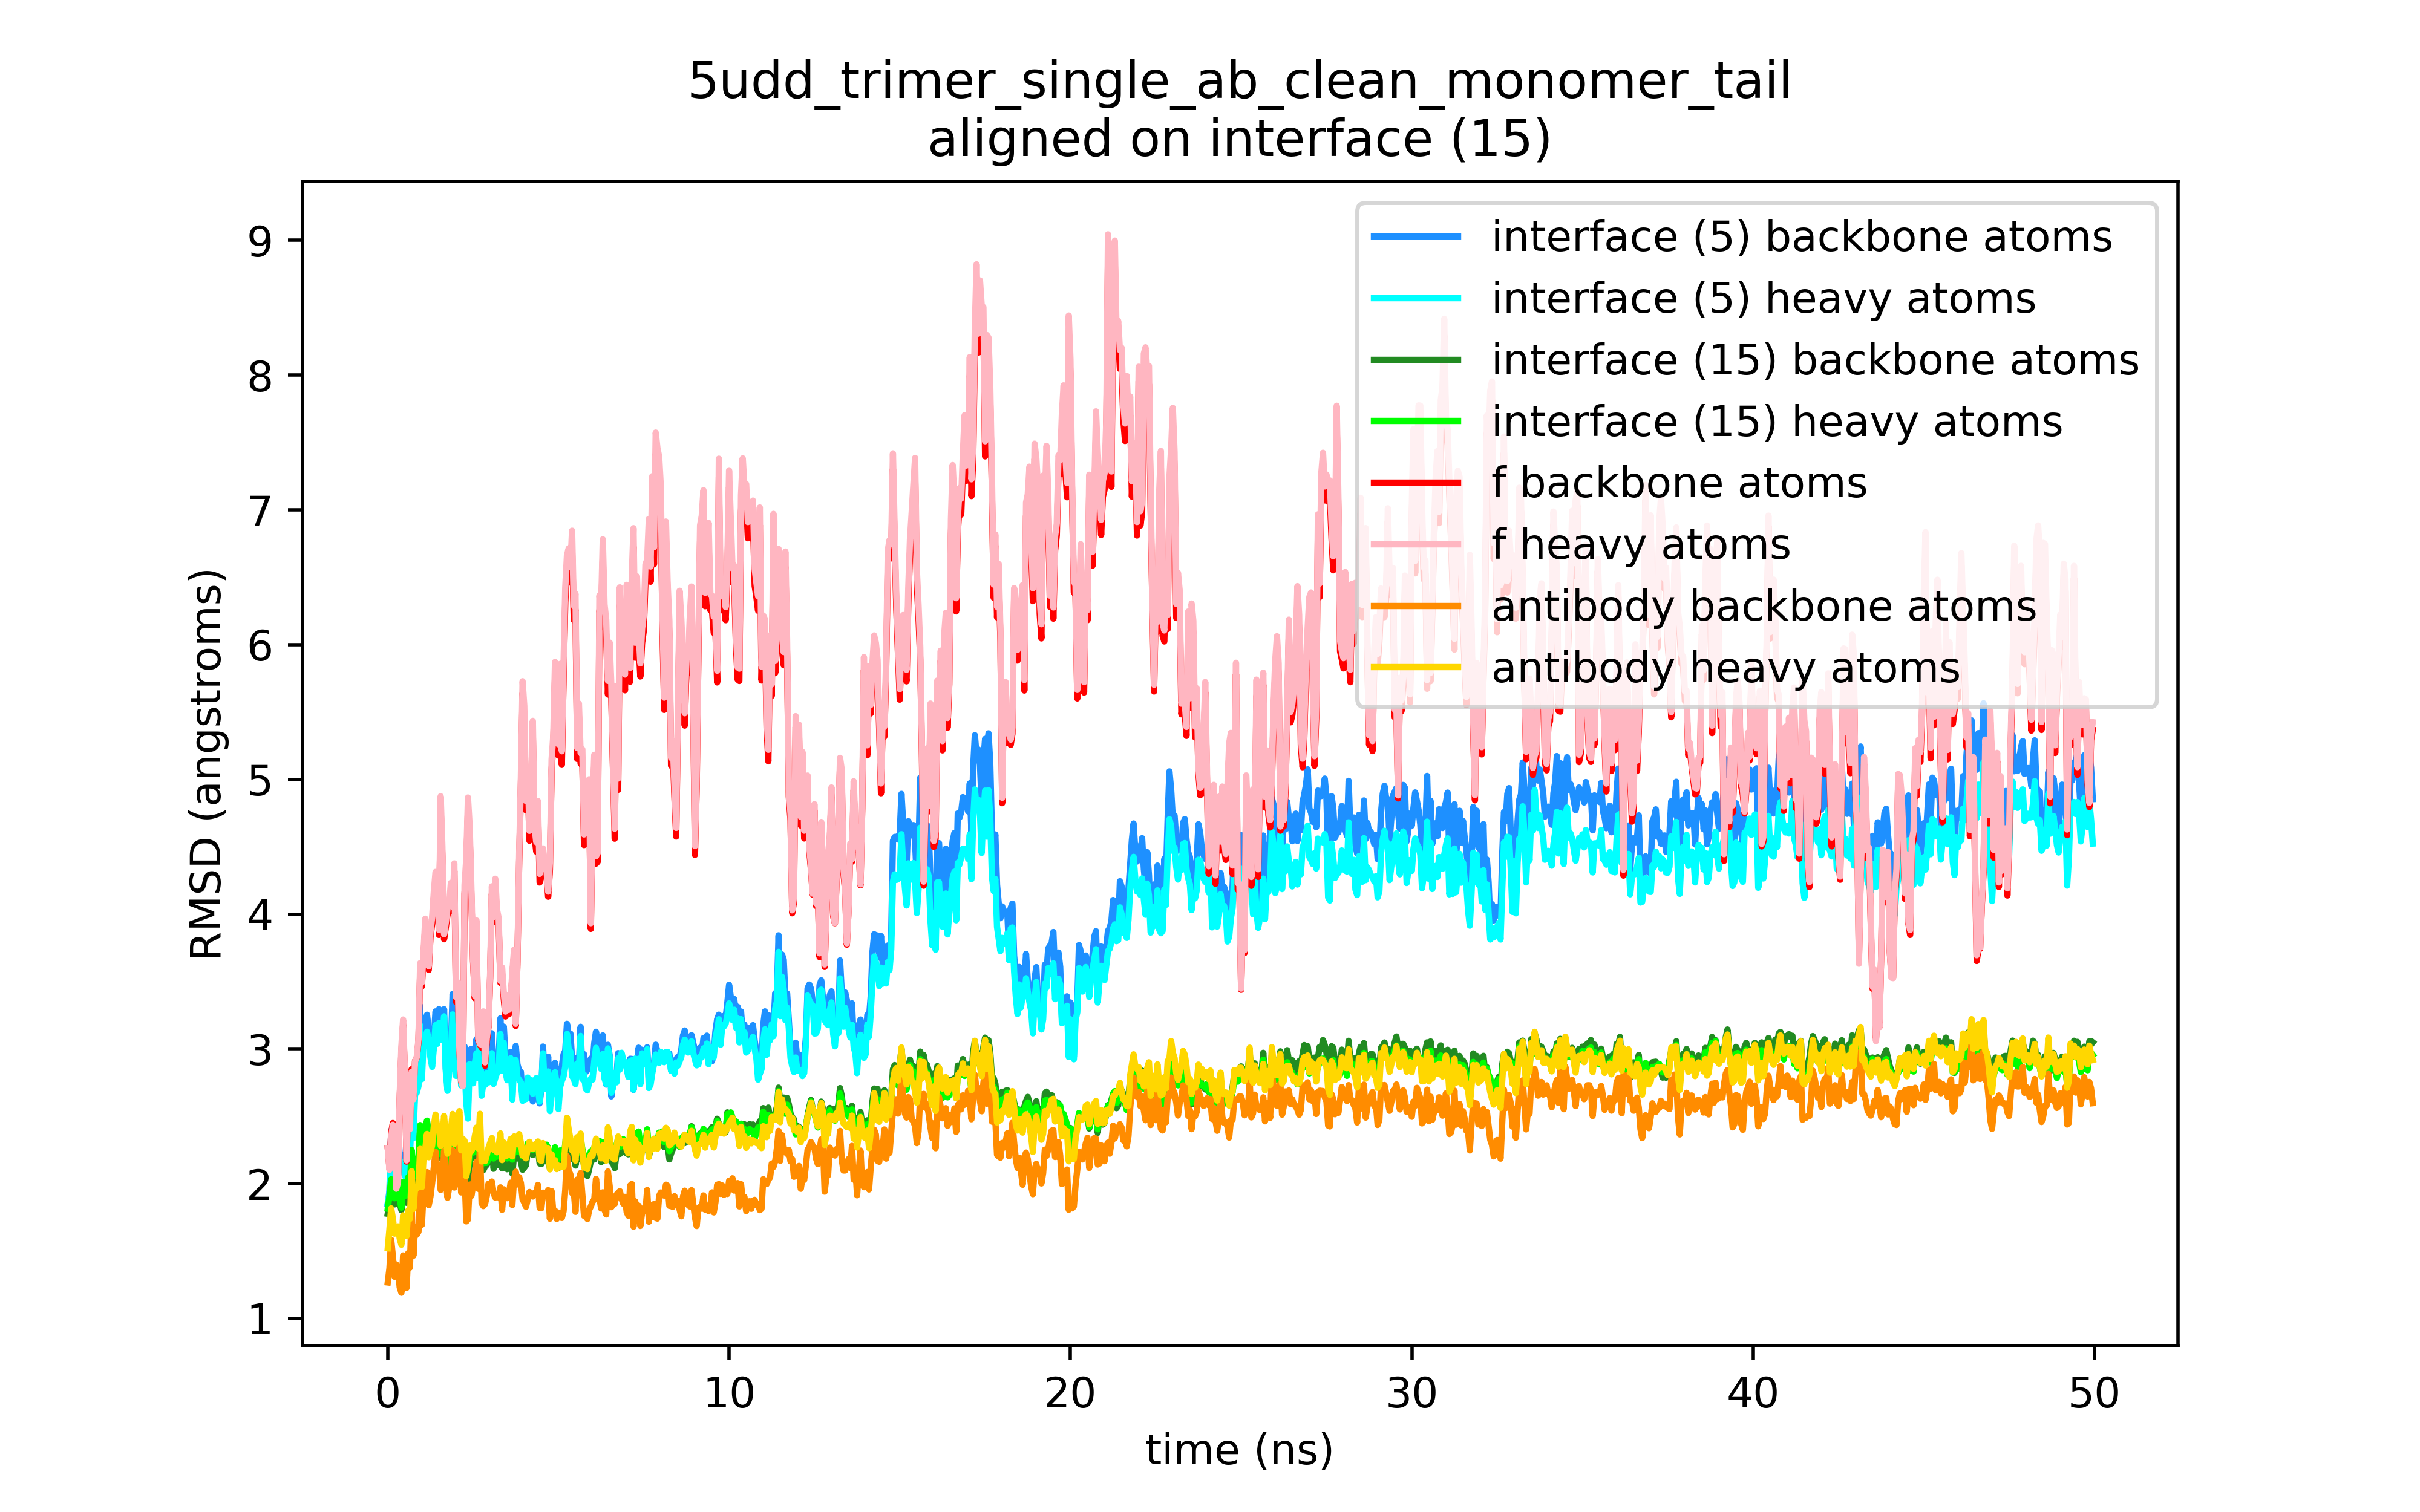 5udd_trimer_single_ab_clean_monomer_tail
aligned on interface (15)
interface (5) backbone atoms
interface (5) heavy atoms
interface (15) backbone atoms
interface (15) heavy atoms
f backbone atoms
f heavy atoms
antibody backbone atoms
antibody heavy atoms
RMSD (angstroms)
9
8
7
6
5
4
3
2
1
0 10 20 30 40 50
time (ns)